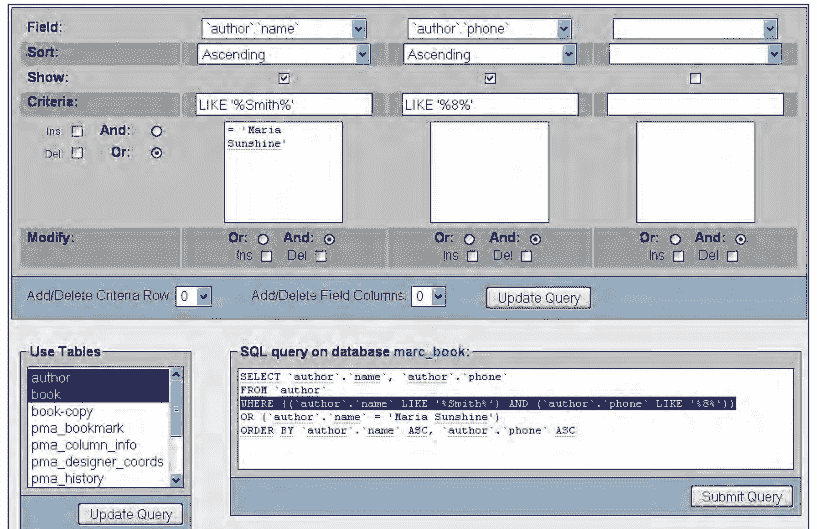 Field: `author`.`name` `author`.`phone`
Sort: Ascending Ascending
Show:
Criteria: LIKE '%Smith%' LIKE '%8%'
Ins And:
Del Or:
= 'Maria
Sunshine'
Modify: Or: And: Or: And: Or: And:
Ins Del Ins Del Ins Del
Add/Delete Criteria Row 0 Add/Delete Field Columns: 0 Update Query
Use Tables
author
book
book-copy
pma_bookmark
pma_column_info
pma_designer_coords
pma_history
Update Query
SQL query on database marc_book:
SELECT `author`.`name`, `author`.`phone`
FROM `author`
WHERE ((`author`.`name` LIKE '%Smith%') AND (`author`.`phone` LIKE '%8%'))
OR (`author`.`name` = 'Maria Sunshine')
ORDER BY `author`.`name` ASC, `author`.`phone` ASC
Submit Query